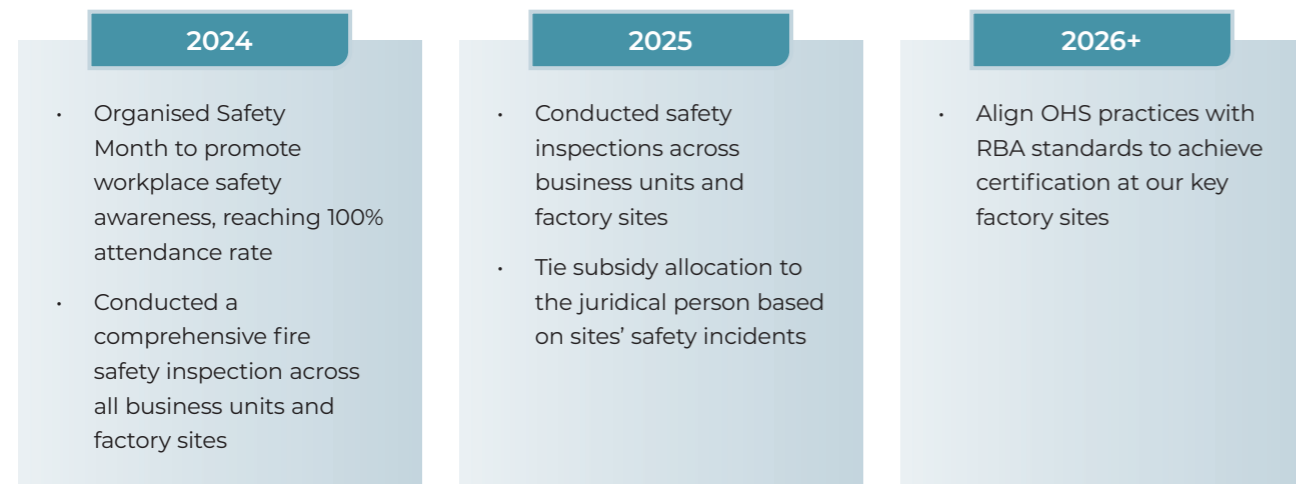 2024
· Organised Safety
Month to promote
workplace safety
awareness, reaching 100%
attendance rate
· Conducted a
comprehensive fire
safety inspection across
all business units and
factory sites
2025
· Conducted safety
inspections across
business units and
factory sites
· Tie subsidy allocation to
the juridical person based
on sites’ safety incidents
2026+
· Align OHS practices with
RBA standards to achieve
certification at our key
factory sites